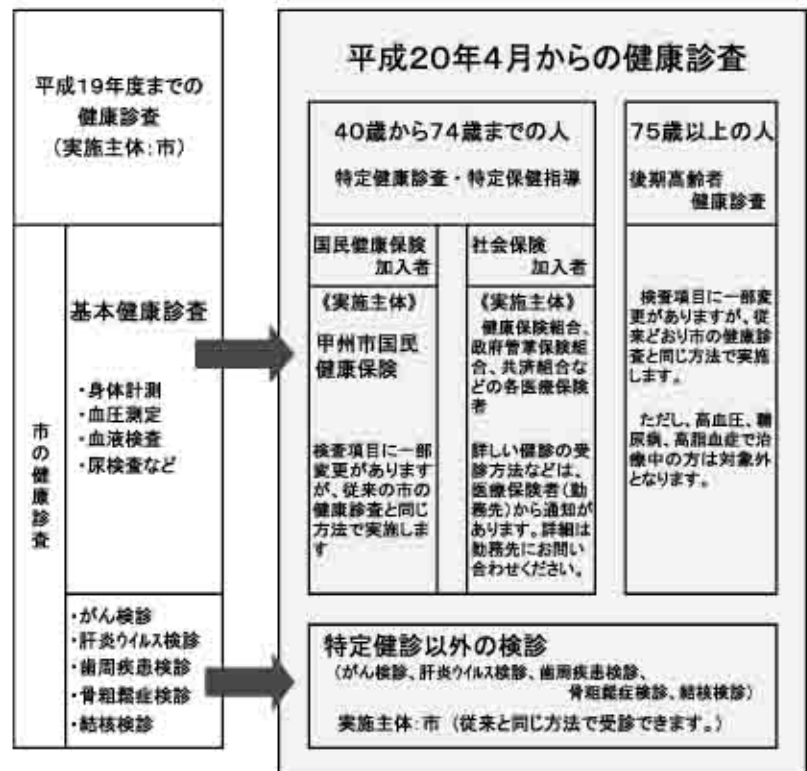 平成19年度までの
健康診査
(実施主体:市)
市の健康診査
基本健康診査
・身体計測
・血圧測定
・血液検査
・尿検査など
・がん検診
・肝炎ウイルス検診
・歯周疾患検診
・骨粗鬆症検診
・結核検診
平成20年4月からの健康診査
40歳から74歳までの人
特定健康診査・特定保健指導
国民健康保険
加入者
《実施主体》
甲州市国民
健康保険
検査項目に一部
変更があります
が、従来の市の
健康診査と同じ
方法で実施しま
す
社会保険
加入者
《実施主体》
健康保険組合、
政府管掌保険組
合、共済組合な
どの各医療保険
者
詳しい健診の受
診方法などは、
医療保険者(勤
務先)から通知が
あります。詳細は
勤務先にお問い
合わせください。
75歳以上の人
後期高齢者
健康診査
検査項目に一部変
更がありますが、従
来どおり市の健康診
査と同じ方法で実施
します。
ただし、高血圧、糖
尿病、高脂血症で治
療中の方は対象外
となります。
特定健診以外の検診
(がん検診、肝炎ウイルス検診、歯周疾患検診、
骨粗鬆症検診、結核検診)
実施主体:市 (従来と同じ方法で受診できます。)